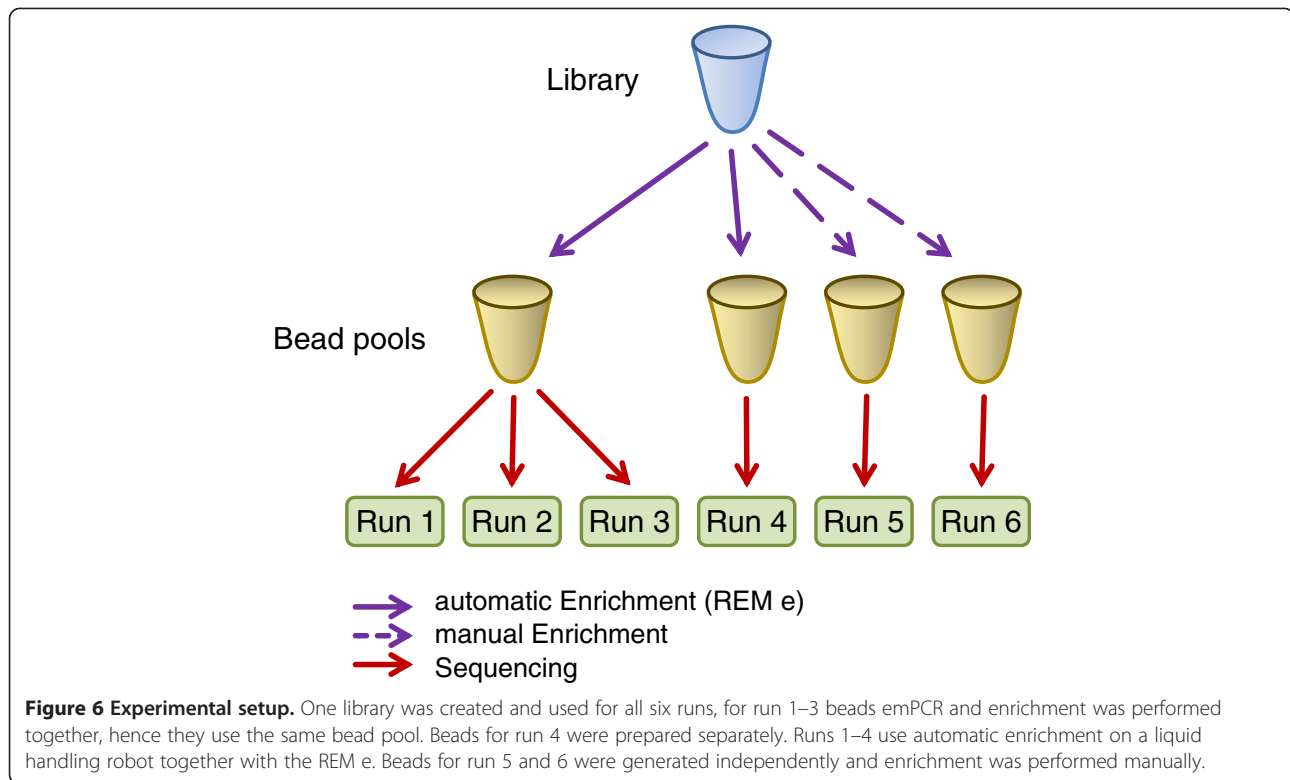 Library
Bead pools
Run 1 Run 2 Run 3 Run 4 Run 5 Run 6
automatic Enrichment (REM e)
manual Enrichment
Sequencing
Figure 6 Experimental setup. One library was created and used for all six runs, for run 1–3 beads emPCR and enrichment was performed
together, hence they use the same bead pool. Beads for run 4 were prepared separately. Runs 1–4 use automatic enrichment on a liquid
handling robot together with the REM e. Beads for run 5 and 6 were generated independently and enrichment was performed manually.